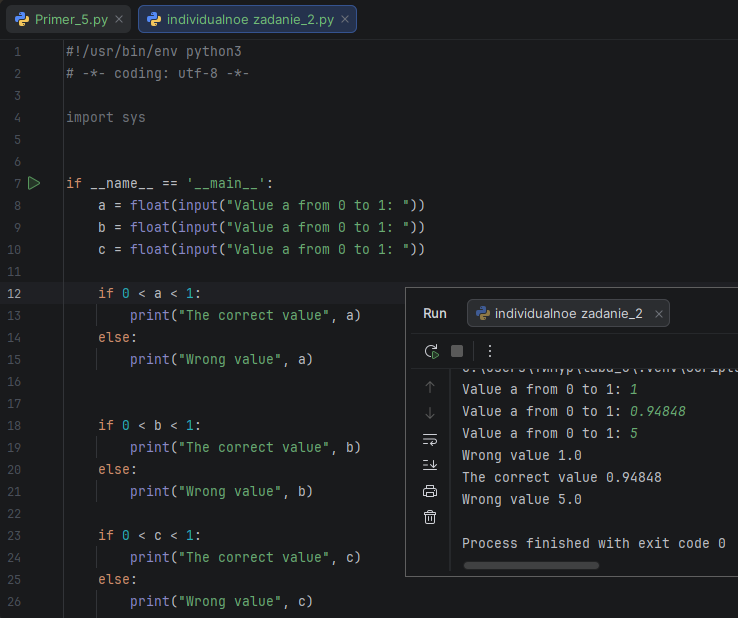 Primer_5.py
individualnoe zadanie_2.py
1 #!/usr/bin/env python3
2 # -*- coding: utf-8 -*-
3
4 import sys
5
6
7 if __name__ == '__main__':
8 a = float(input("Value a from 0 to 1: "))
9 b = float(input("Value a from 0 to 1: "))
10 c = float(input("Value a from 0 to 1: "))
11
12 if 0 < a < 1:
13 print("The correct value", a)
14 else:
15 print("Wrong value", a)
16
17
18 if 0 < b < 1:
19 print("The correct value", b)
20 else:
21 print("Wrong value", b)
22
23 if 0 < c < 1:
24 print("The correct value", c)
25 else:
26 print("Wrong value", c)
Run individualnoe zadanie_2
Value a from 0 to 1: 1
Value a from 0 to 1: 0.94848
Value a from 0 to 1: 5
Wrong value 1.0
The correct value 0.94848
Wrong value 5.0
Process finished with exit code 0